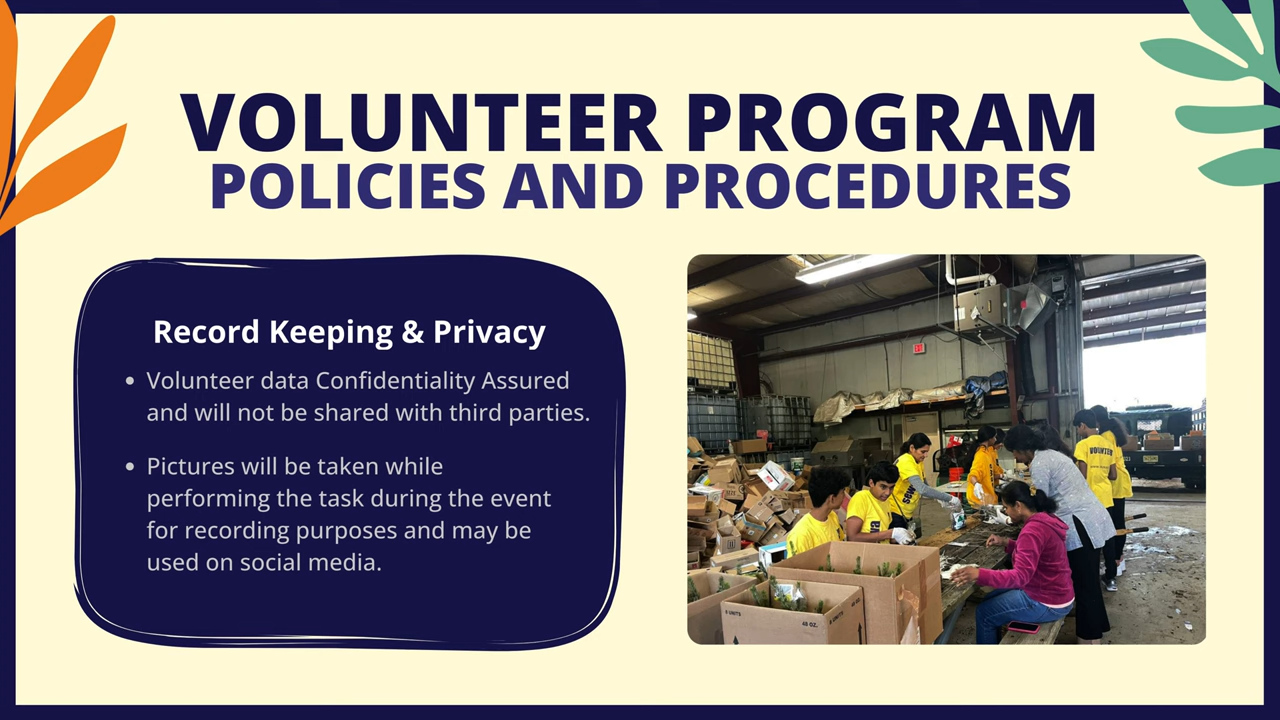 VOLUNTEER PROGRAM
POLICIES AND PROCEDURES
Record Keeping & Privacy
• Volunteer data Confidentiality Assured
and will not be shared with third parties.
• Pictures will be taken while
performing the task during the event
for recording purposes and may be
used on social media.
48 OZ.